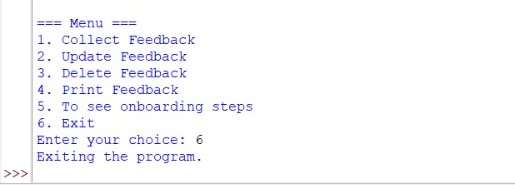 === Menu ===
1. Collect Feedback
2. Update Feedback
3. Delete Feedback
4. Print Feedback
5. To see onboarding steps
6. Exit
Enter your choice: 6
Exiting the program.
>>>